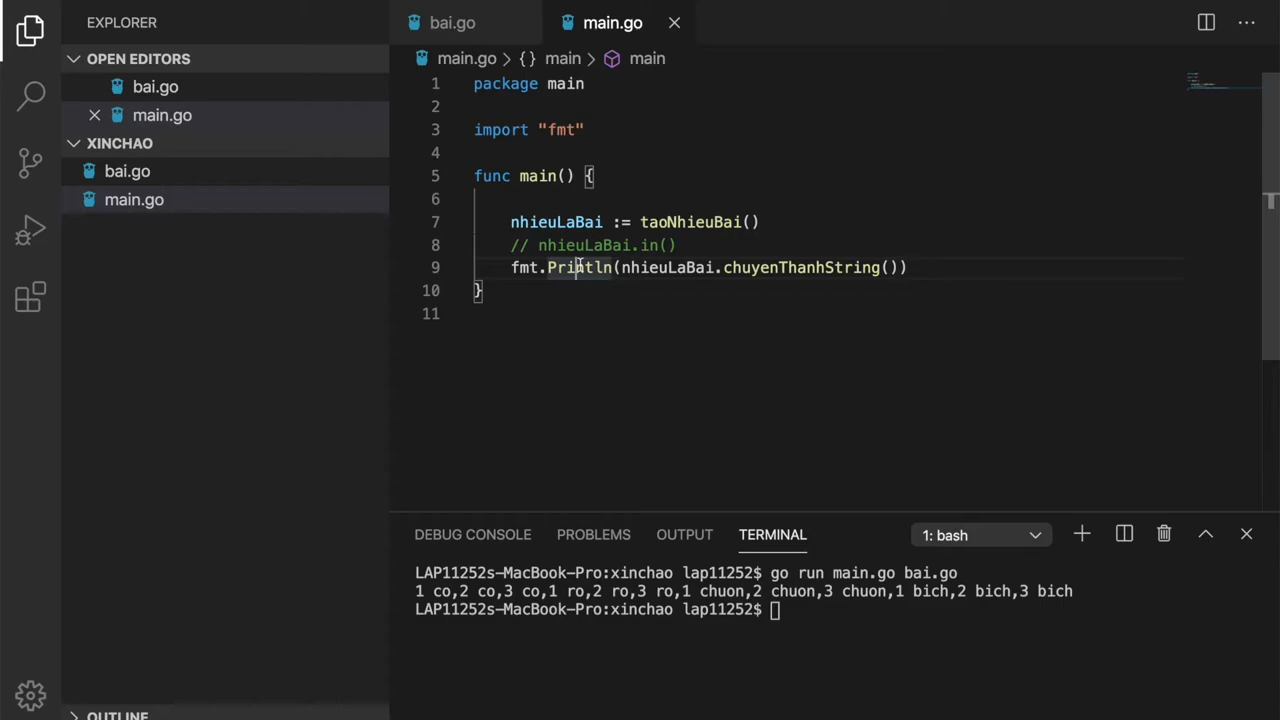 EXPLORER
OPEN EDITORS
bai.go
main.go
XINCHAO
bai.go
main.go
OUTLINE
bai.go
main.go
main.go > {} main > main
1 package main
2
3 import "fmt"
4
5 func main() {
6
7 nhieuLaBai := taoNhieuBai()
8 // nhieuLaBai.in()
9 fmt.Println(nhieuLaBai.chuyenThanhString())
10 }
11
DEBUG CONSOLE PROBLEMS OUTPUT TERMINAL 1: bash
LAP11252s-MacBook-Pro:xinchao lap11252$ go run main.go bai.go
1 co,2 co,3 co,1 ro,2 ro,3 ro,1 chuon,2 chuon,3 chuon,1 bich,2 bich,3 bich
LAP11252s-MacBook-Pro:xinchao lap11252$